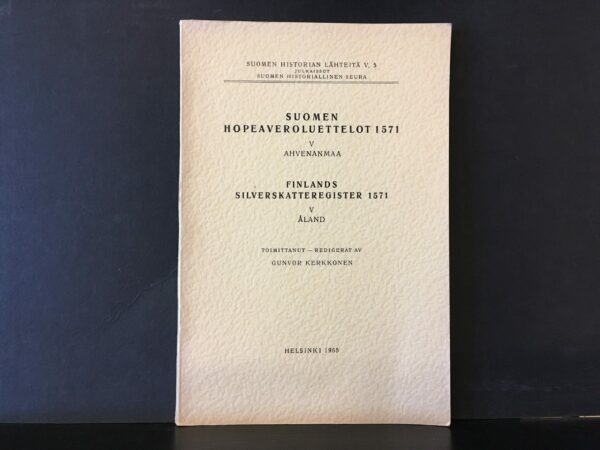 SUOMEN HISTORIAN LÄHTEITÄ V, 5
JULKAISSUT
SUOMEN HISTORIALLINEN SEURA
SUOMEN
HOPEAVEROLUETTELOT 1571
V
AHVENANMAA
FINLANDS
SILVERSKATTEREGISTER 1571
V
ÅLAND
TOIMITTANUT — REDIGERAT AV
GUNVOR KERKKONEN
HELSINKI 1965